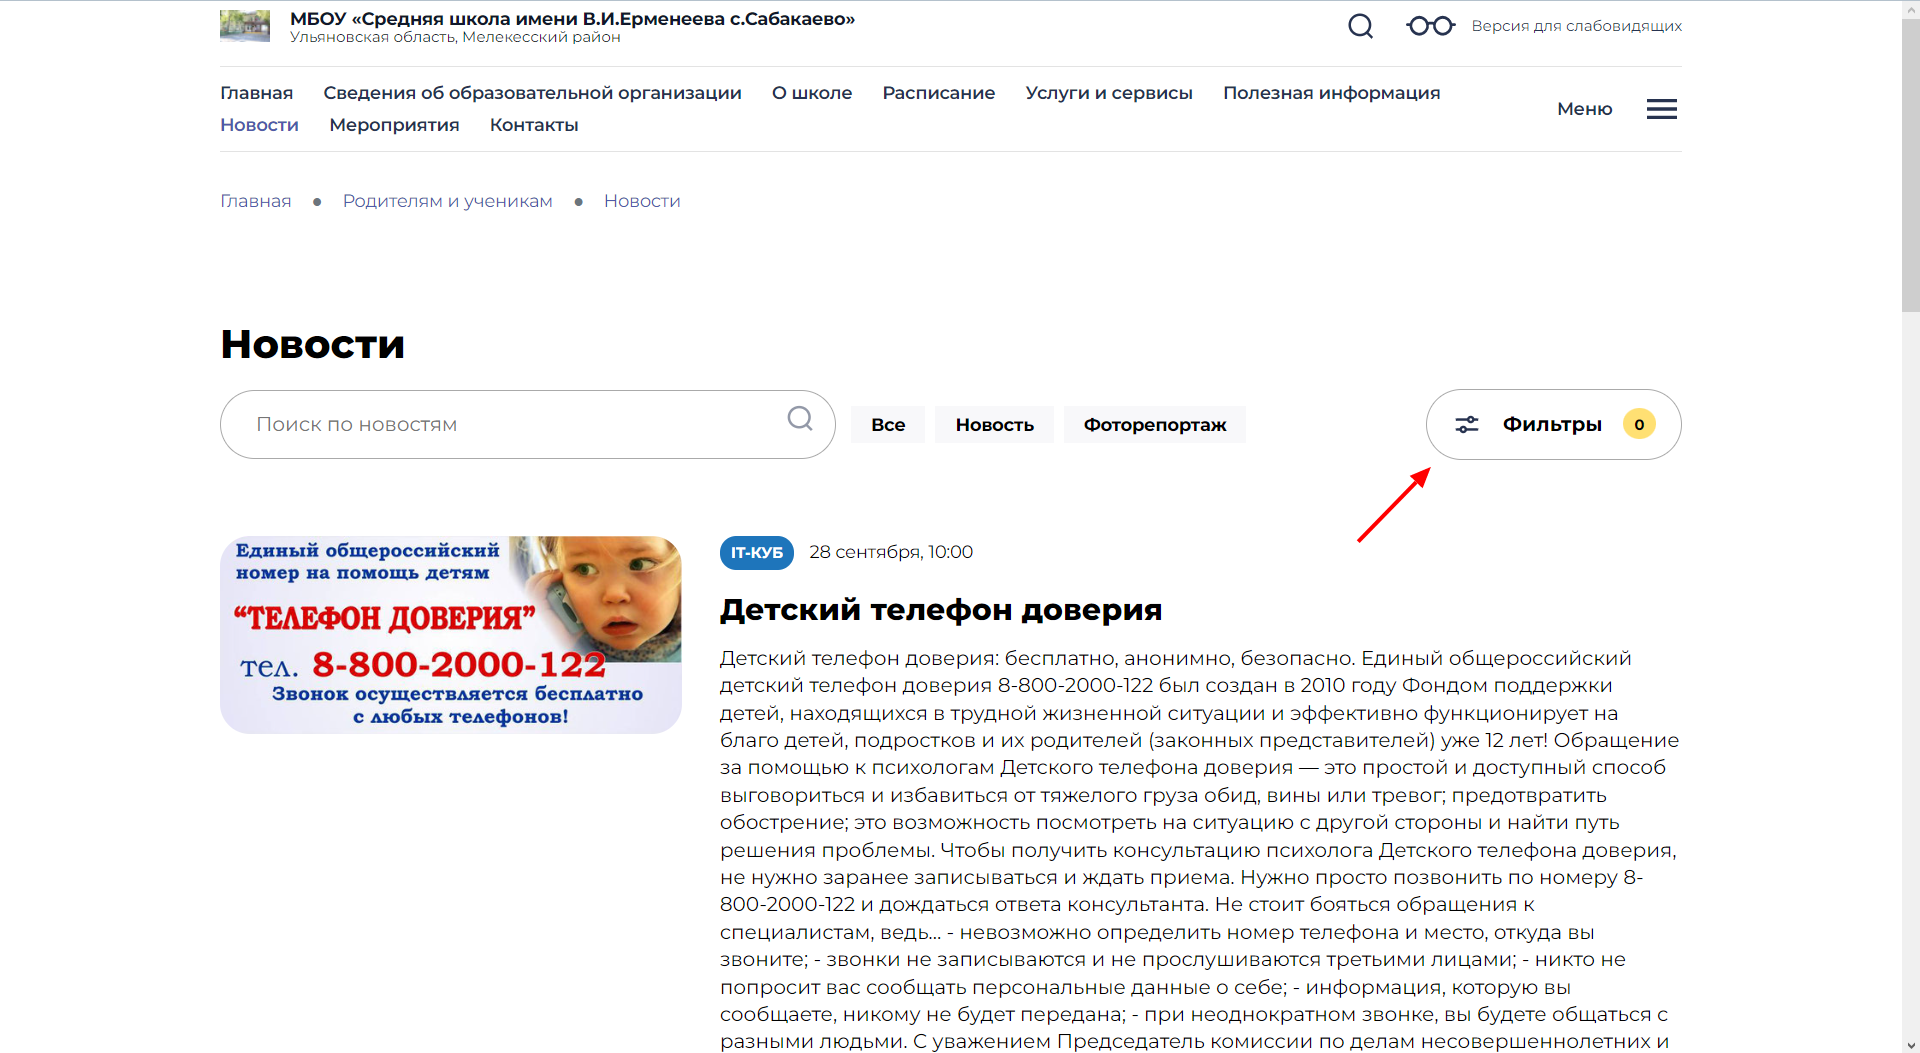 МБОУ «Средняя школа имени В.И.Ерменеева с.Сабакаево»
Ульяновская область, Мелекесский район
Версия для слабовидящих
Главная Сведения об образовательной организации О школе Расписание Услуги и сервисы Полезная информация
Новости Мероприятия Контакты
Меню
Главная ● Родителям и ученикам ● Новости
Новости
Поиск по новостям
Все Новость Фоторепортаж
Фильтры 0
Единый общероссийский
номер на помощь детям
“ТЕЛЕФОН ДОВЕРИЯ”
тел. 8-800-2000-122
Звонок осуществляется бесплатно
с любых телефонов!
IT-КУБ 28 сентября, 10:00
Детский телефон доверия
Детский телефон доверия: бесплатно, анонимно, безопасно. Единый общероссийский
детский телефон доверия 8-800-2000-122 был создан в 2010 году Фондом поддержки
детей, находящихся в трудной жизненной ситуации и эффективно функционирует на
благо детей, подростков и их родителей (законных представителей) уже 12 лет! Обращение
за помощью к психологам Детского телефона доверия — это простой и доступный способ
выговориться и избавиться от тяжелого груза обид, вины или тревог; предотвратить
обострение; это возможность посмотреть на ситуацию с другой стороны и найти путь
решения проблемы. Чтобы получить консультацию психолога Детского телефона доверия,
не нужно заранее записываться и ждать приема. Нужно просто позвонить по номеру 8-
800-2000-122 и дождаться ответа консультанта. Не стоит бояться обращения к
специалистам, ведь... - невозможно определить номер телефона и место, откуда вы
звоните; - звонки не записываются и не прослушиваются третьими лицами; - никто не
попросит вас сообщать персональные данные о себе; - информация, которую вы
сообщаете, никому не будет передана; - при неоднократном звонке, вы будете общаться с
разными людьми. С уважением Председатель комиссии по делам несовершеннолетних и